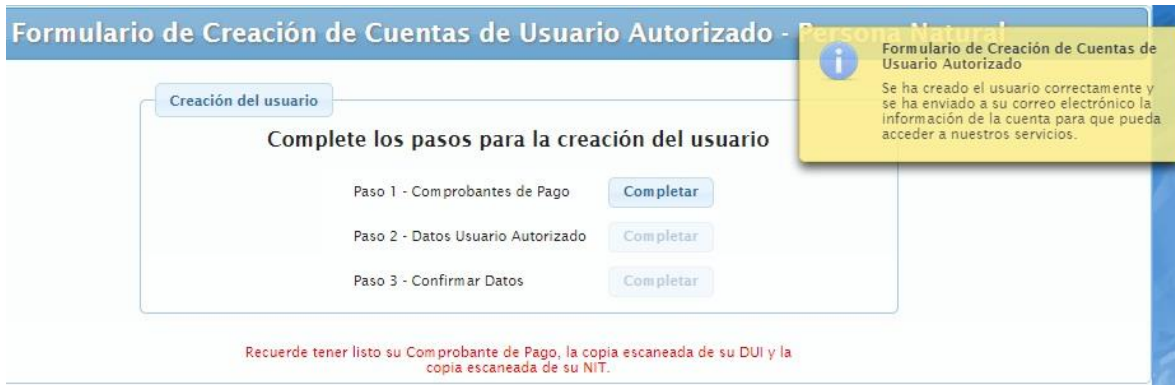 Formulario de Creación de Cuentas de Usuario Autorizado - Persona Natural
Formulario de Creación de Cuentas de
Usuario Autorizado
Se ha creado el usuario correctamente y
se ha enviado a su correo electrónico la
información de la cuenta para que pueda
acceder a nuestros servicios.
Creación del usuario
Complete los pasos para la creación del usuario
Paso 1 - Comprobantes de Pago Completar
Paso 2 - Datos Usuario Autorizado Completar
Paso 3 - Confirmar Datos Completar
Recuerde tener listo su Comprobante de Pago, la copia escaneada de su DUI y la
copia escaneada de su NIT.